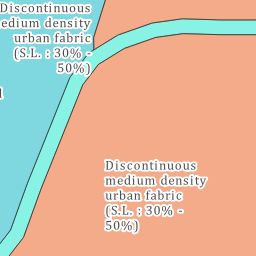 Discontinuous
medium density
urban fabric
(S.L. : 30% -
50%)
Discontinuous
medium density
urban fabric
(S.L. : 30% -
50%)